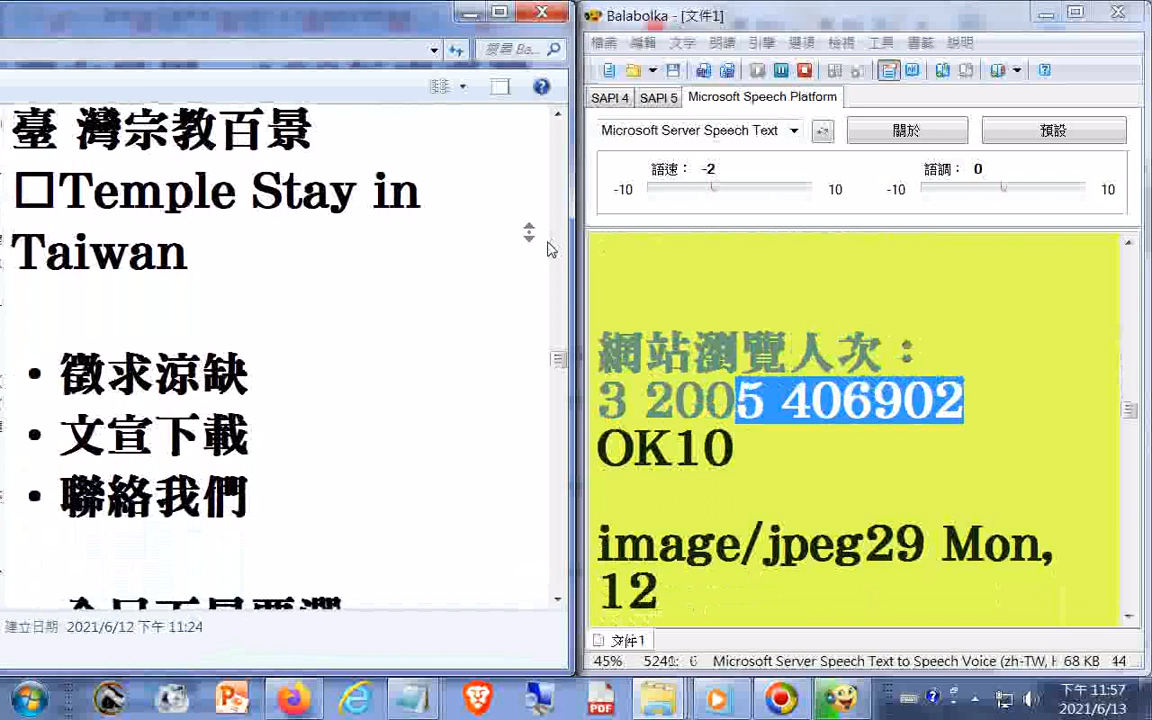 搜尋 Ba...
臺 灣宗教百景
□Temple Stay in
Taiwan
• 徵求涼缺
• 文宣下載
• 聯絡我們
建立日期: 2021/6/12 下午 11:24
Balabolka - [文件1]
檔案 編輯 文字 朗讀 引擎 選項 檢視 工具 書籤 說明
SAPI 4 SAPI 5 Microsoft Speech Platform
Microsoft Server Speech Text
關於
預設
語速: -2
語調: 0
-10 10 -10 10
網站瀏覽人次：
3 2005 406902
OK10
image/jpeg29 Mon,
12
文件1
45% 524k: 6 Microsoft Server Speech Text to Speech Voice (zh-TW, H 68 KB 44
PDF
下午 11:57
2021/6/13